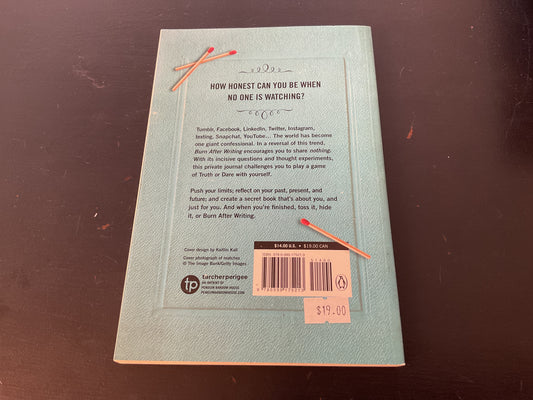 HOW HONEST CAN YOU BE WHEN
NO ONE IS WATCHING?
Tumblr, Facebook, LinkedIn, Twitter, Instagram,
texting, Snapchat, YouTube... The world has become
one giant confessional. In a reversal of this trend,
Burn After Writing encourages you to share nothing.
With its incisive questions and thought experiments,
this private journal challenges you to play a game
of Truth or Dare with yourself.
Push your limits; reflect on your past, present, and
future; and create a secret book that's about you, and
just for you. And when you're finished, toss it, hide
it, or Burn After Writing.
Cover design by Kaitlin Kall
Cover photograph of matches
© The Image Bank/Getty Images
$14.00 U.S.
$19.00 CAN
tp
tarcherperigee
AN IMPRINT OF
PENGUIN RANDOM HOUSE
PENGUINRANDOMHOUSE.COM
$19.00